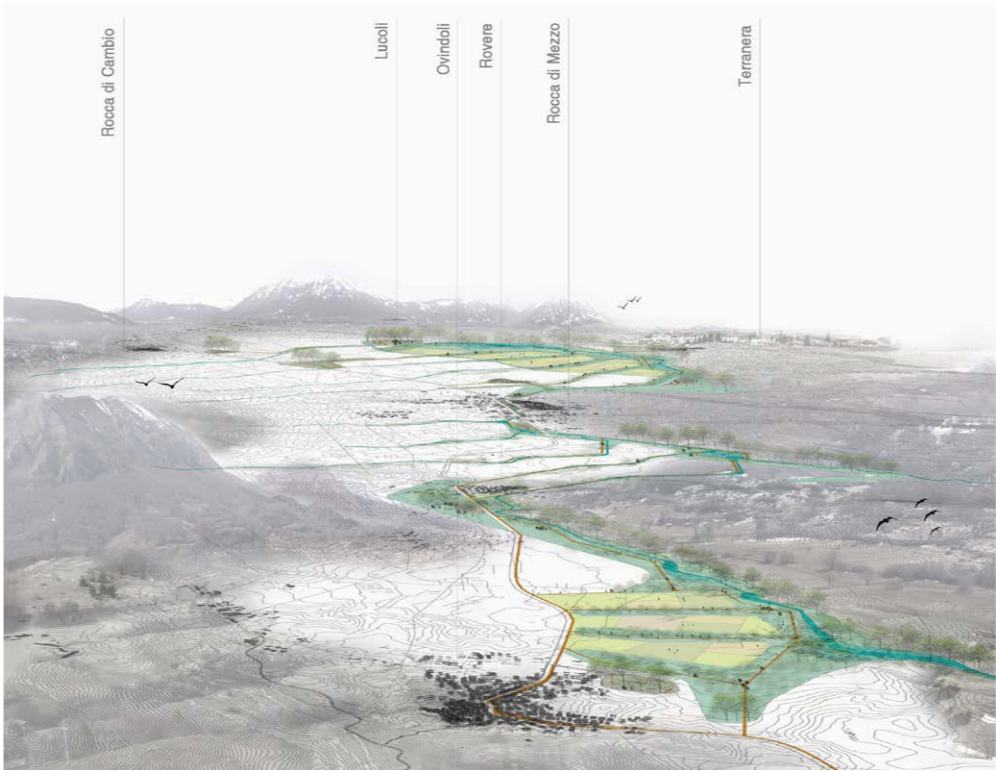 Rocca di Cambio
Lucoli
Ovindoli
Rovere
Rocca di Mezzo
Terranera